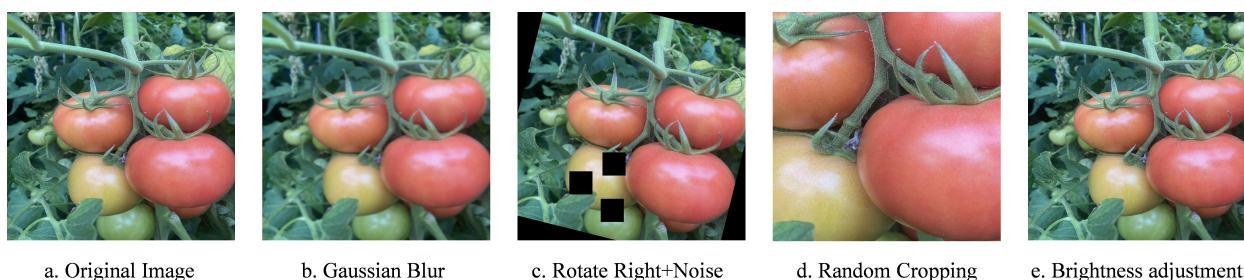 a. Original Image
b. Gaussian Blur
c. Rotate Right+Noise
d. Random Cropping
e. Brightness adjustment